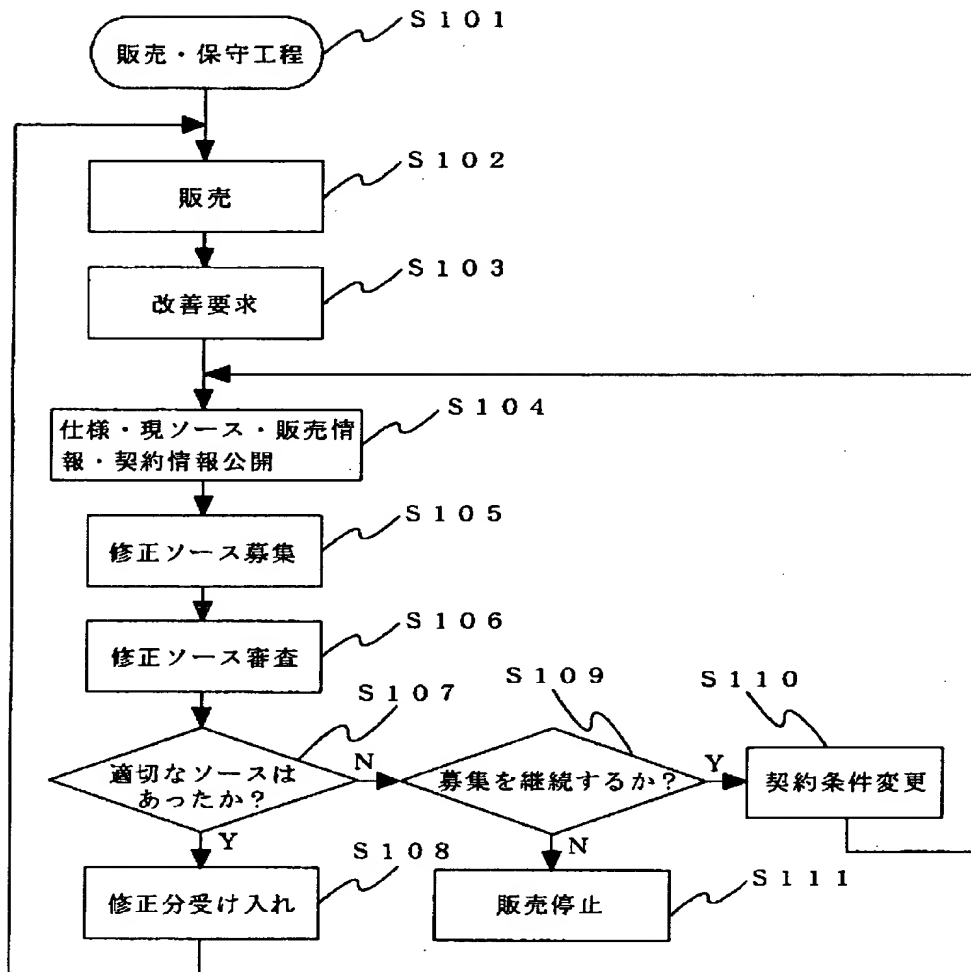 S101
販売・保守工程
S102
販売
S103
改善要求
S104
仕様・現ソース・販売情
報・契約情報公開
S105
修正ソース募集
S106
修正ソース審査
S107
適切なソースは
あったか?
N
Y
S109
募集を継続するか?
Y
N
S110
契約条件変更
S108
修正分受け入れ
S111
販売停止